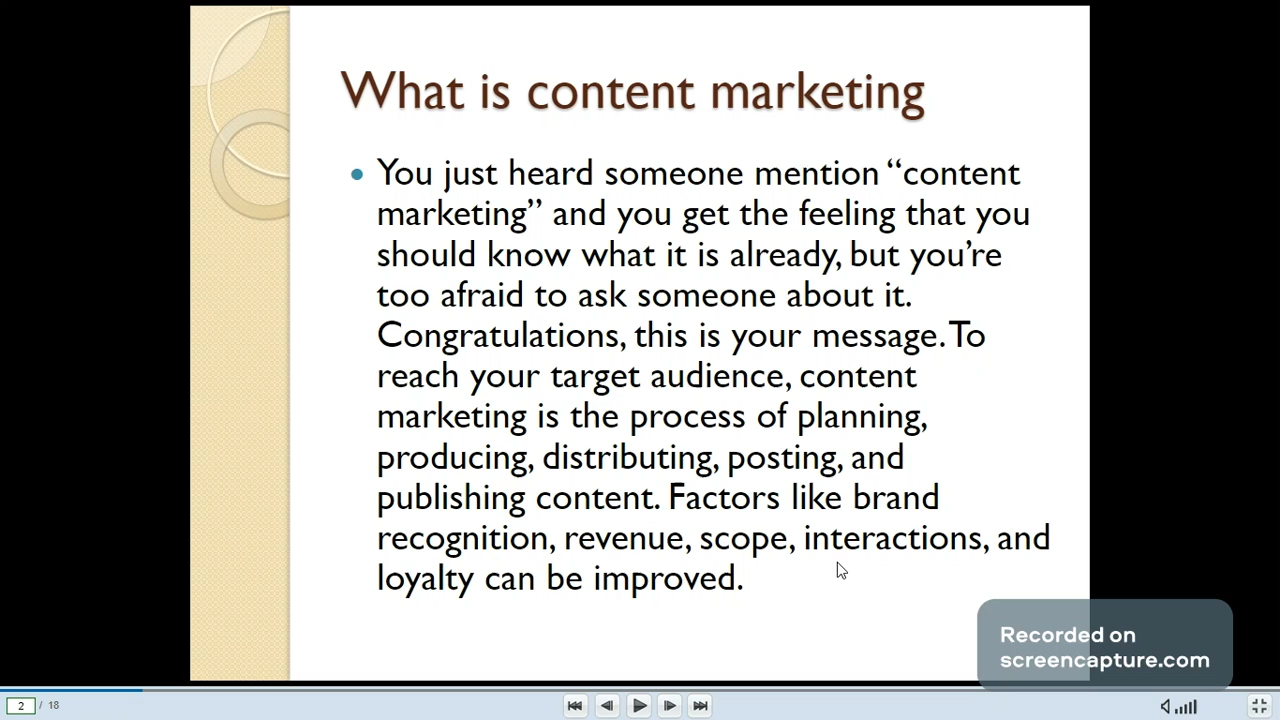 What is content marketing
You just heard someone mention “content
marketing” and you get the feeling that you
should know what it is already, but you’re
too afraid to ask someone about it.
Congratulations, this is your message. To
reach your target audience, content
marketing is the process of planning,
producing, distributing, posting, and
publishing content. Factors like brand
recognition, revenue, scope, interactions, and
loyalty can be improved.
Recorded on
screencapture.com
2 / 18